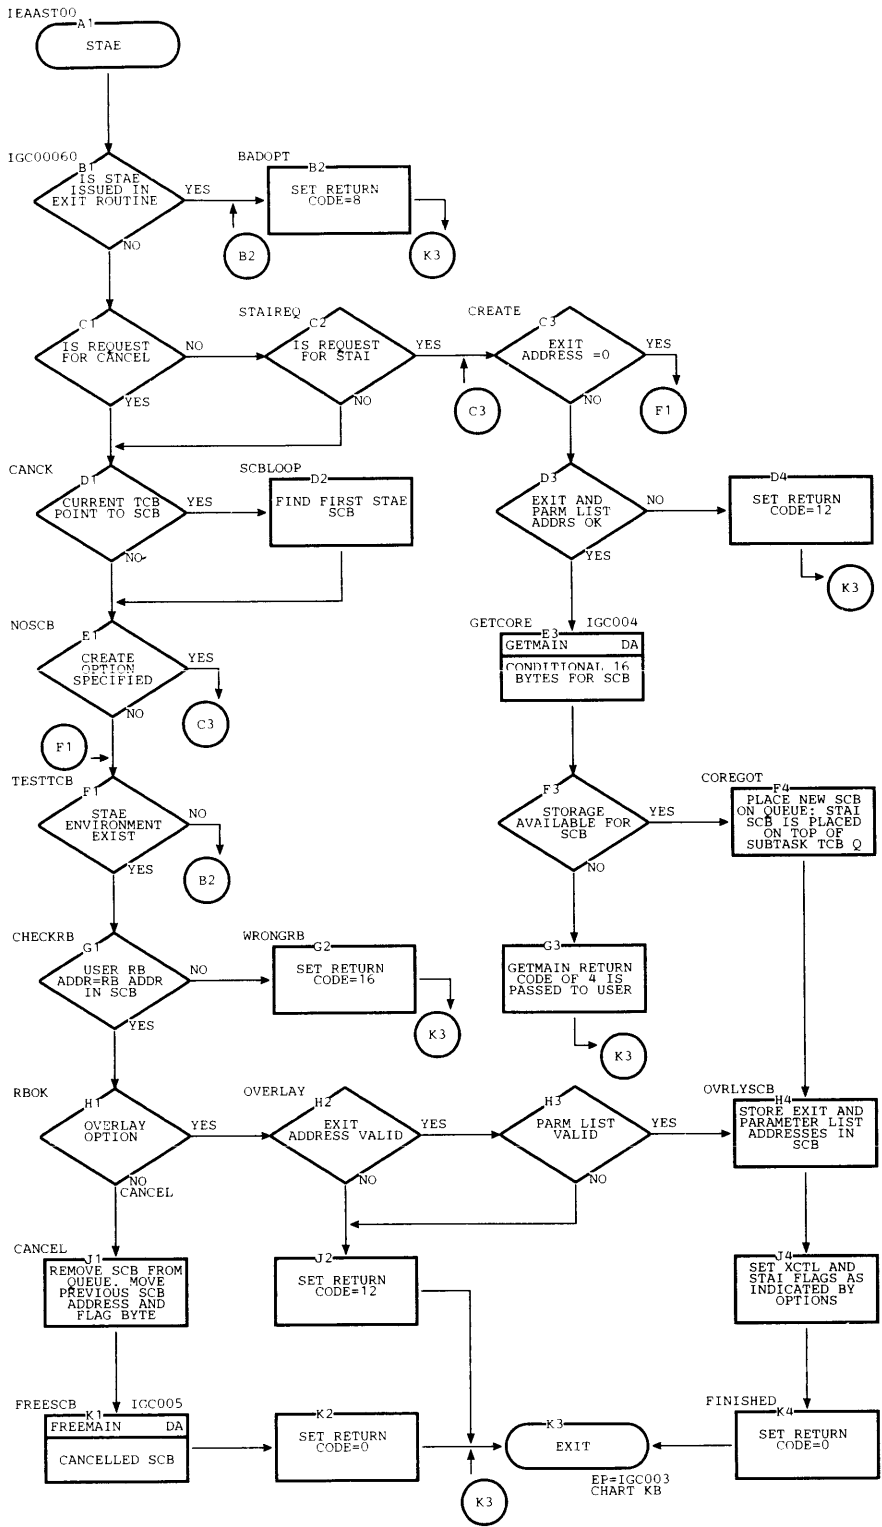 IEAAST00
A1
STAE
IGC00060
B1
IS STAE
ISSUED IN
EXIT ROUTINE
YES
NO
B2
BADOPT
B2
SET RETURN
CODE=8
K3
C1
IS REQUEST
FOR CANCEL
NO
YES
STAIREQ
C2
IS REQUEST
FOR STAI
YES
NO
C3
CREATE
C3
EXIT
ADDRESS =0
YES
NO
F1
CANCK
D1
CURRENT TCB
POINT TO SCB
YES
NO
SCBLOOP
D2
FIND FIRST STAE
SCB
D3
EXIT AND
PARM LIST
ADDRS OK
NO
YES
D4
SET RETURN
CODE=12
K3
NOSCB
E1
CREATE
OPTION
SPECIFIED
YES
NO
C3
GETCORE
IGC004
E3
GETMAIN DA
CONDITIONAL 16
BYTES FOR SCB
F1
TESTTCB
F1
STAE
ENVIRONMENT
EXIST
NO
YES
B2
F3
STORAGE
AVAILABLE FOR
SCB
YES
NO
COREGOT
F4
PLACE NEW SCB
ON QUEUE: STAI
SCB IS PLACED
ON TOP OF
SUBTASK TCB Q
CHECKRB
G1
USER RB
ADDR=RB ADDR
IN SCB
NO
YES
WRONGRB
G2
SET RETURN
CODE=16
K3
G3
GETMAIN RETURN
CODE OF 4 IS
PASSED TO USER
K3
RBOK
H1
OVERLAY
OPTION
YES
NO
CANCEL
OVERLAY
H2
EXIT
ADDRESS VALID
YES
NO
H3
PARM LIST
VALID
YES
NO
OVRLYSCB
H4
STORE EXIT AND
PARAMETER LIST
ADDRESSES IN
SCB
CANCEL
J1
REMOVE SCB FROM
QUEUE. MOVE
PREVIOUS SCB
ADDRESS AND
FLAG BYTE
J2
SET RETURN
CODE=12
J4
SET XCTL AND
STAI FLAGS AS
INDICATED BY
OPTIONS
FREESCB
IGC005
K1
FREEMAIN DA
CANCELLED SCB
K2
SET RETURN
CODE=0
K3
K3
EXIT
EP=IGC003
CHART KB
FINISHED
K4
SET RETURN
CODE=0